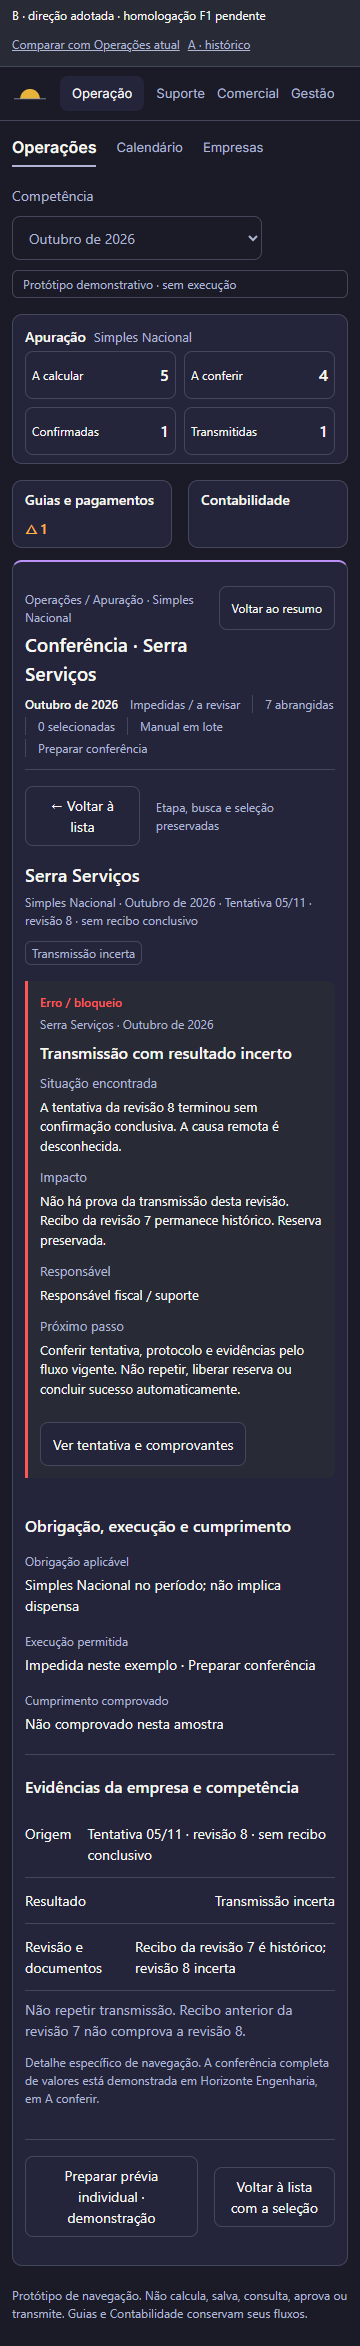 B · direção adotada · homologação F1 pendente
Comparar com Operações atual A · histórico
Operação Suporte Comercial Gestão
Operações Calendário Empresas
Competência
Outubro de 2026
Protótipo demonstrativo · sem execução
Apuração Simples Nacional
A calcular 5
A conferir 4
Confirmadas 1
Transmitidas 1
Guias e pagamentos
△ 1
Contabilidade
Operações / Apuração · Simples
Nacional
Voltar ao resumo
Conferência · Serra
Serviços
Outubro de 2026 Impedidas / a revisar 7 abrangidas
0 selecionadas Manual em lote
Preparar conferência
← Voltar à
lista
Etapa, busca e seleção
preservadas
Serra Serviços
Simples Nacional · Outubro de 2026 · Tentativa 05/11 ·
revisão 8 · sem recibo conclusivo
Transmissão incerta
Erro / bloqueio
Serra Serviços · Outubro de 2026
Transmissão com resultado incerto
Situação encontrada
A tentativa da revisão 8 terminou sem
confirmação conclusiva. A causa remota é
desconhecida.
Impacto
Não há prova da transmissão desta revisão.
Recibo da revisão 7 permanece histórico. Reserva
preservada.
Responsável
Responsável fiscal / suporte
Próximo passo
Conferir tentativa, protocolo e evidências pelo
fluxo vigente. Não repetir, liberar reserva ou
concluir sucesso automaticamente.
Ver tentativa e comprovantes
Obrigação, execução e cumprimento
Obrigação aplicável
Simples Nacional no período; não implica
dispensa
Execução permitida
Impedida neste exemplo · Preparar conferência
Cumprimento comprovado
Não comprovado nesta amostra
Evidências da empresa e competência
Origem
Tentativa 05/11 · revisão 8 · sem recibo
conclusivo
Resultado Transmissão incerta
Revisão e
documentos
Recibo da revisão 7 é histórico;
revisão 8 incerta
Não repetir transmissão. Recibo anterior da
revisão 7 não comprova a revisão 8.
Detalhe específico de navegação. A conferência completa
de valores está demonstrada em Horizonte Engenharia,
em A conferir.
Preparar prévia
individual ·
demonstração
Voltar à lista
com a seleção
Protótipo de navegação. Não calcula, salva, consulta, aprova ou
transmite. Guias e Contabilidade conservam seus fluxos.